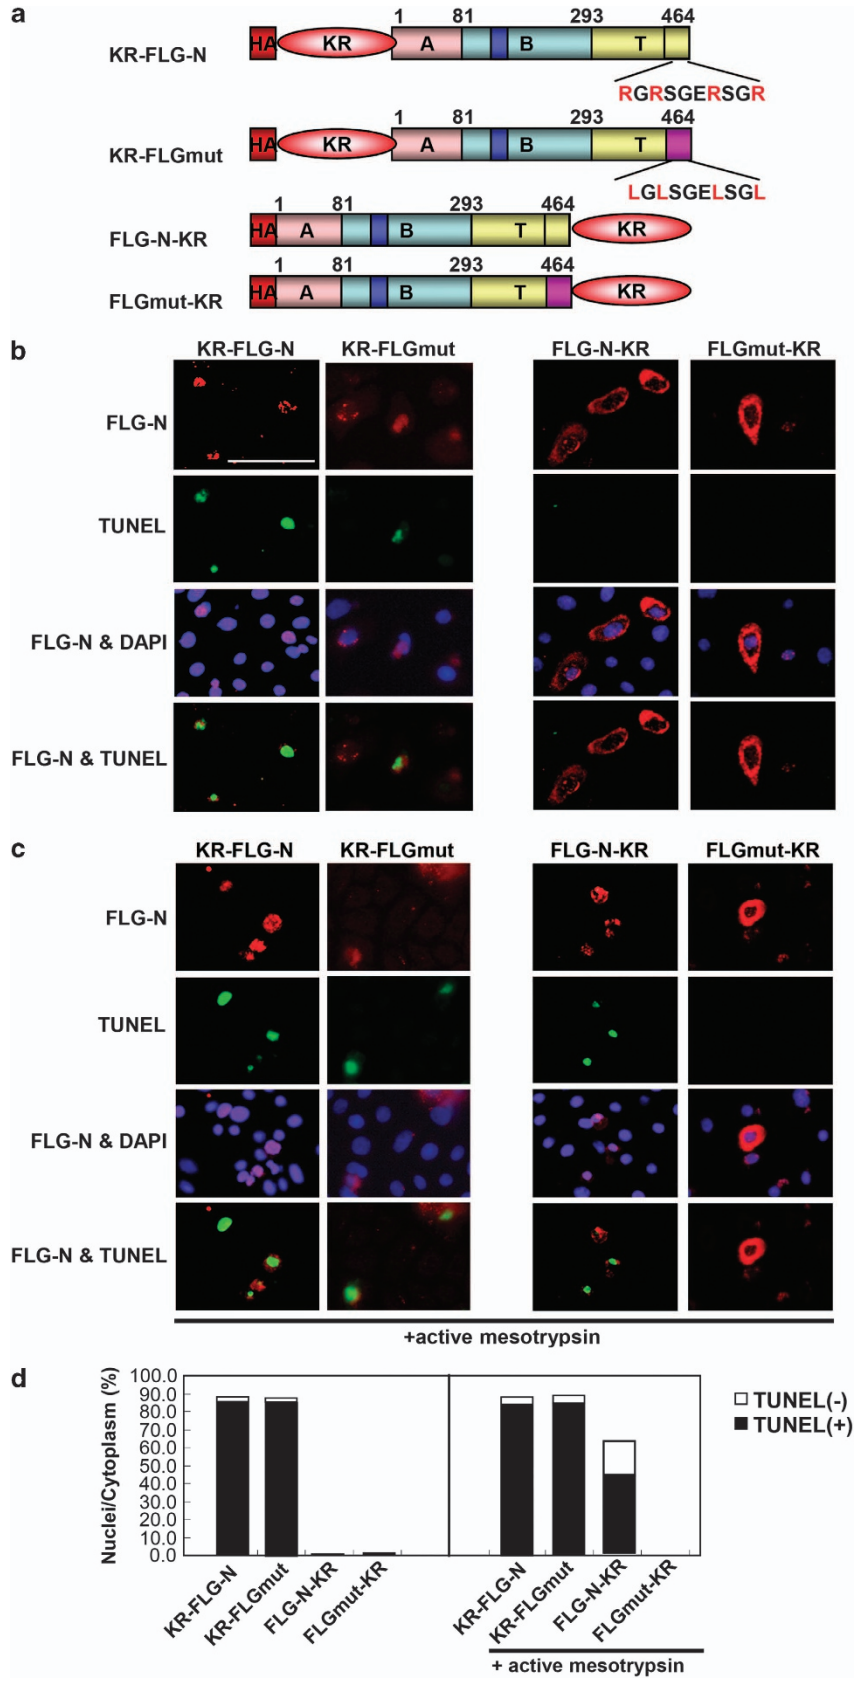 a
1 81 293 464
KR-FLG-N HA KR A B T
RGRSGERSGR
1 81 293 464
KR-FLGmut HA KR A B T
LGLSGELSGL
1 81 293 464
FLG-N-KR HA A B T KR
1 81 293 464
FLGmut-KR HA A B T KR
b
KR-FLG-N KR-FLGmut FLG-N-KR FLGmut-KR
FLG-N
TUNEL
FLG-N & DAPI
FLG-N & TUNEL
c
KR-FLG-N KR-FLGmut FLG-N-KR FLGmut-KR
FLG-N
TUNEL
FLG-N & DAPI
FLG-N & TUNEL
+active mesotrypsin
d
Nuclei/Cytoplasm (%)
100.0
90.0
80.0
70.0
60.0
50.0
40.0
30.0
20.0
10.0
0.0
TUNEL(-)
TUNEL(+)
KR-FLG-N KR-FLGmut FLG-N-KR FLGmut-KR KR-FLG-N KR-FLGmut FLG-N-KR FLGmut-KR
+ active mesotrypsin